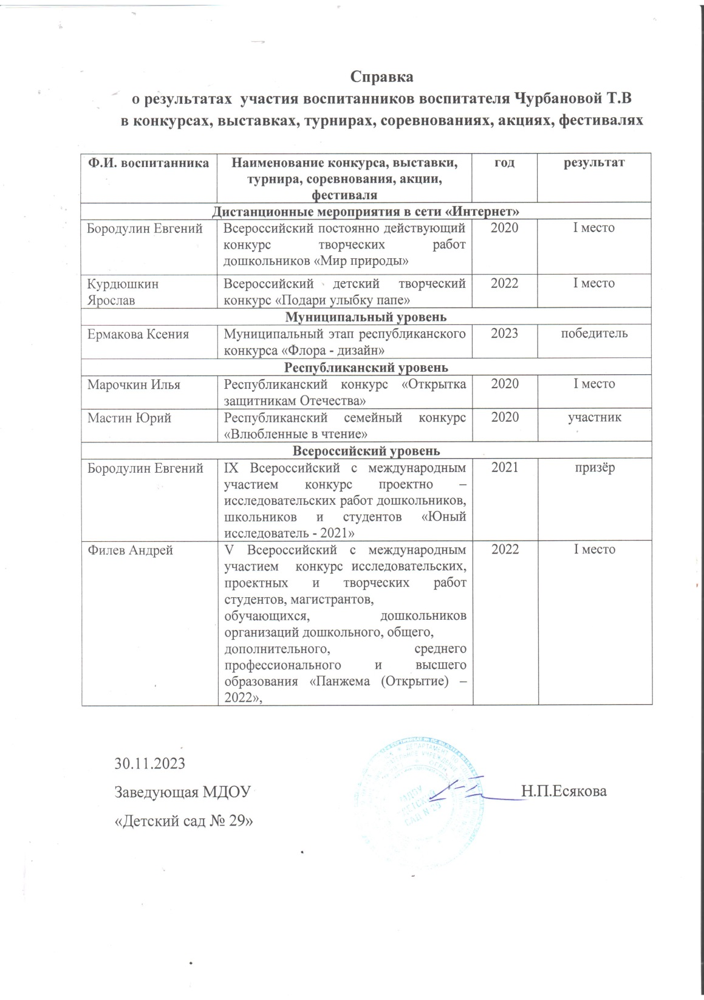 Справка
о результатах участия воспитанников воспитателя Чурбановой Т.В
в конкурсах, выставках, турнирах, соревнованиях, акциях, фестивалях
Ф.И. воспитанника
Наименование конкурса, выставки,
турнира, соревнования, акции,
фестиваля
год
результат
Дистанционные мероприятия в сети «Интернет»
Бородулин Евгений
Всероссийский постоянно действующий
конкурс творческих работ
дошкольников «Мир природы»
2020
I место
Курдюшкин
Ярослав
Всероссийский детский творческий
конкурс «Подари улыбку папе»
2022
I место
Муниципальный уровень
Ермакова Ксения
Муниципальный этап республиканского
конкурса «Флора - дизайн»
2023
победитель
Республиканский уровень
Марочкин Илья
Республиканский конкурс «Открытка
защитникам Отечества»
2020
I место
Мастин Юрий
Республиканский семейный конкурс
«Влюбленные в чтение»
2020
участник
Всероссийский уровень
Бородулин Евгений
IX Всероссийский с международным
участием конкурс проектно –
исследовательских работ дошкольников,
школьников и студентов «Юный
исследователь - 2021»
2021
призёр
Филев Андрей
V Всероссийский с международным
участием конкурс исследовательских,
проектных и творческих работ
студентов, магистрантов,
обучающихся, дошкольников
организаций дошкольного, общего,
дополнительного, среднего
профессионального и высшего
образования «Панжема (Открытие) –
2022»,
2022
I место
30.11.2023
Заведующая МДОУ
«Детский сад № 29»
Н.П.Есякова
ДЕПАРТАМЕНТ ПО
САД N 29